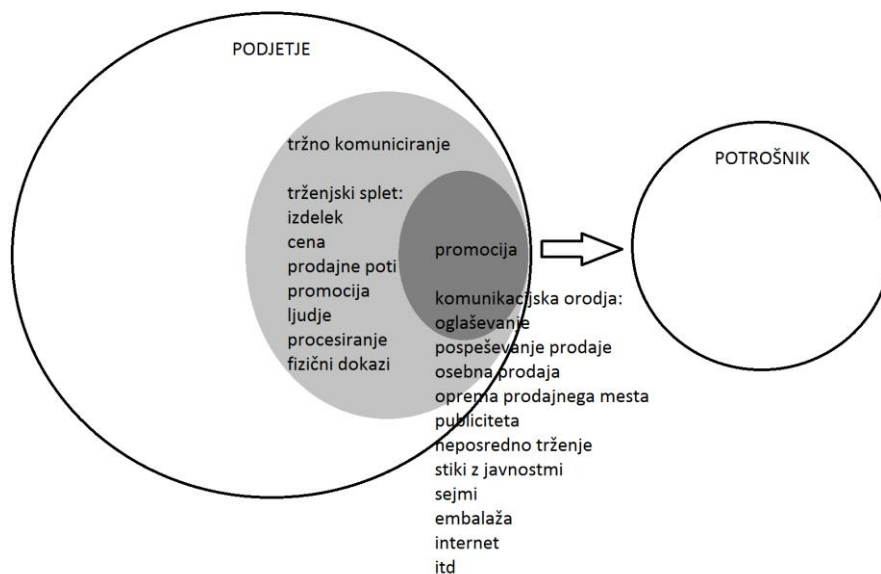 PODJETJE
tržno komuniciranje
trženjski splet:
izdelek
cena
prodajne poti
promocija
ljudje
procesiranje
fizični dokazi
promocija
komunikacijska orodja:
oglaševanje
pospeševanje prodaje
osebna prodaja
oprema prodajnega mesta
publiciteta
neposredno trženje
stiki z javnostmi
sejmi
embalaža
internet
itd
POTROŠNIK